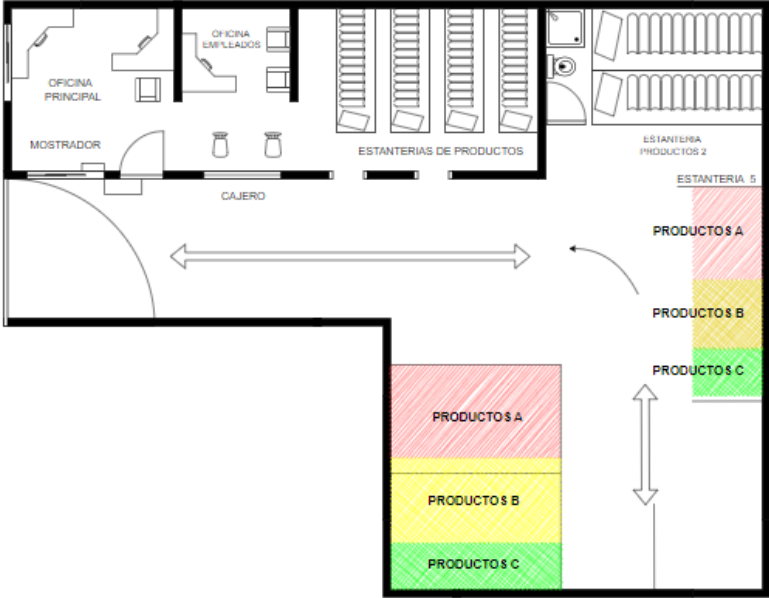 OFICINA
EMPLEADOS
OFICINA
PRINCIPAL
MOSTRADOR
ESTANTERIAS DE PRODUCTOS
ESTANTERIA
PRODUCTOS 2
ESTANTERIA 5
CAJERO
PRODUCTOS A
PRODUCTOS B
PRODUCTOS C
PRODUCTOS A
PRODUCTOS B
PRODUCTOS C